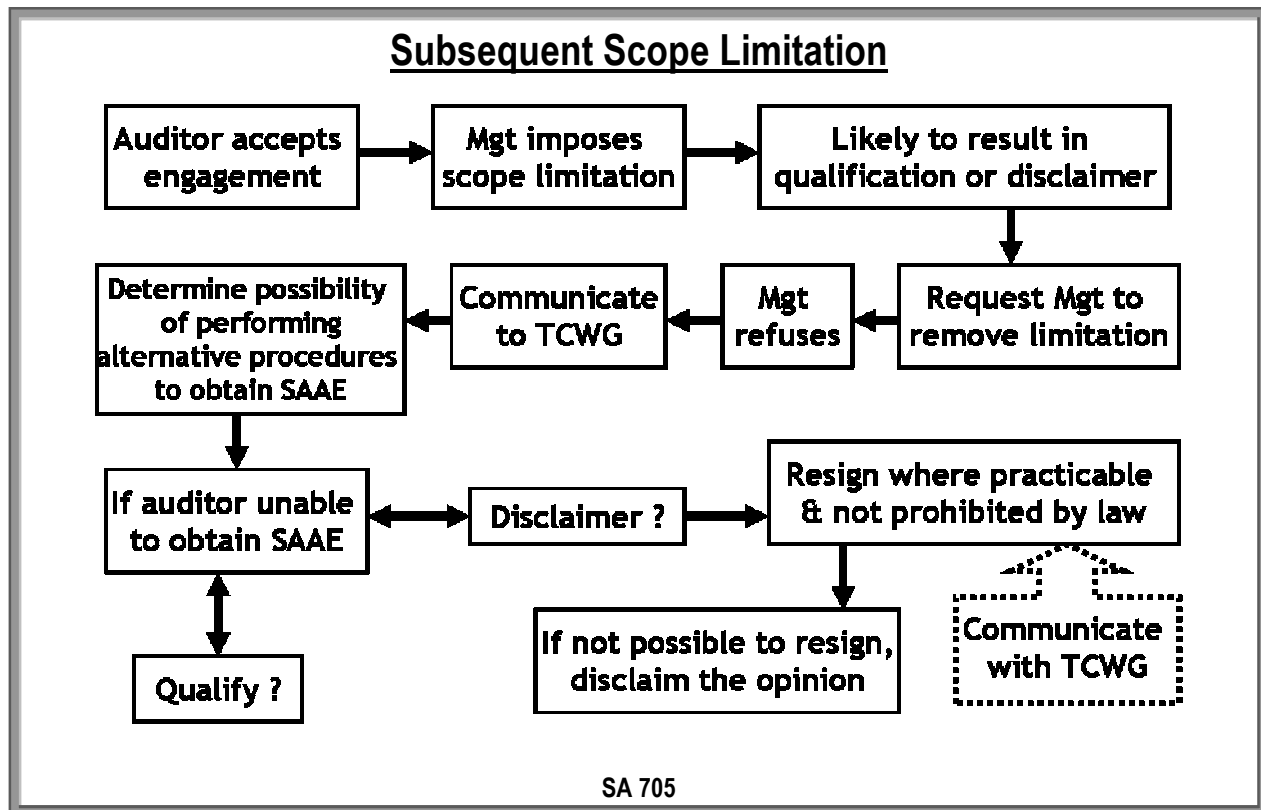 Subsequent Scope Limitation
Auditor accepts
engagement
Mgt imposes
scope limitation
Likely to result in
qualification or disclaimer
Request Mgt to
remove limitation
Mgt
refuses
Communicate
to TCWG
Determine possibility
of performing
alternative procedures
to obtain SAAE
If auditor unable
to obtain SAAE
Disclaimer ?
Resign where practicable
& not prohibited by law
Qualify ?
If not possible to resign,
disclaim the opinion
Communicate
with TCWG
SA 705